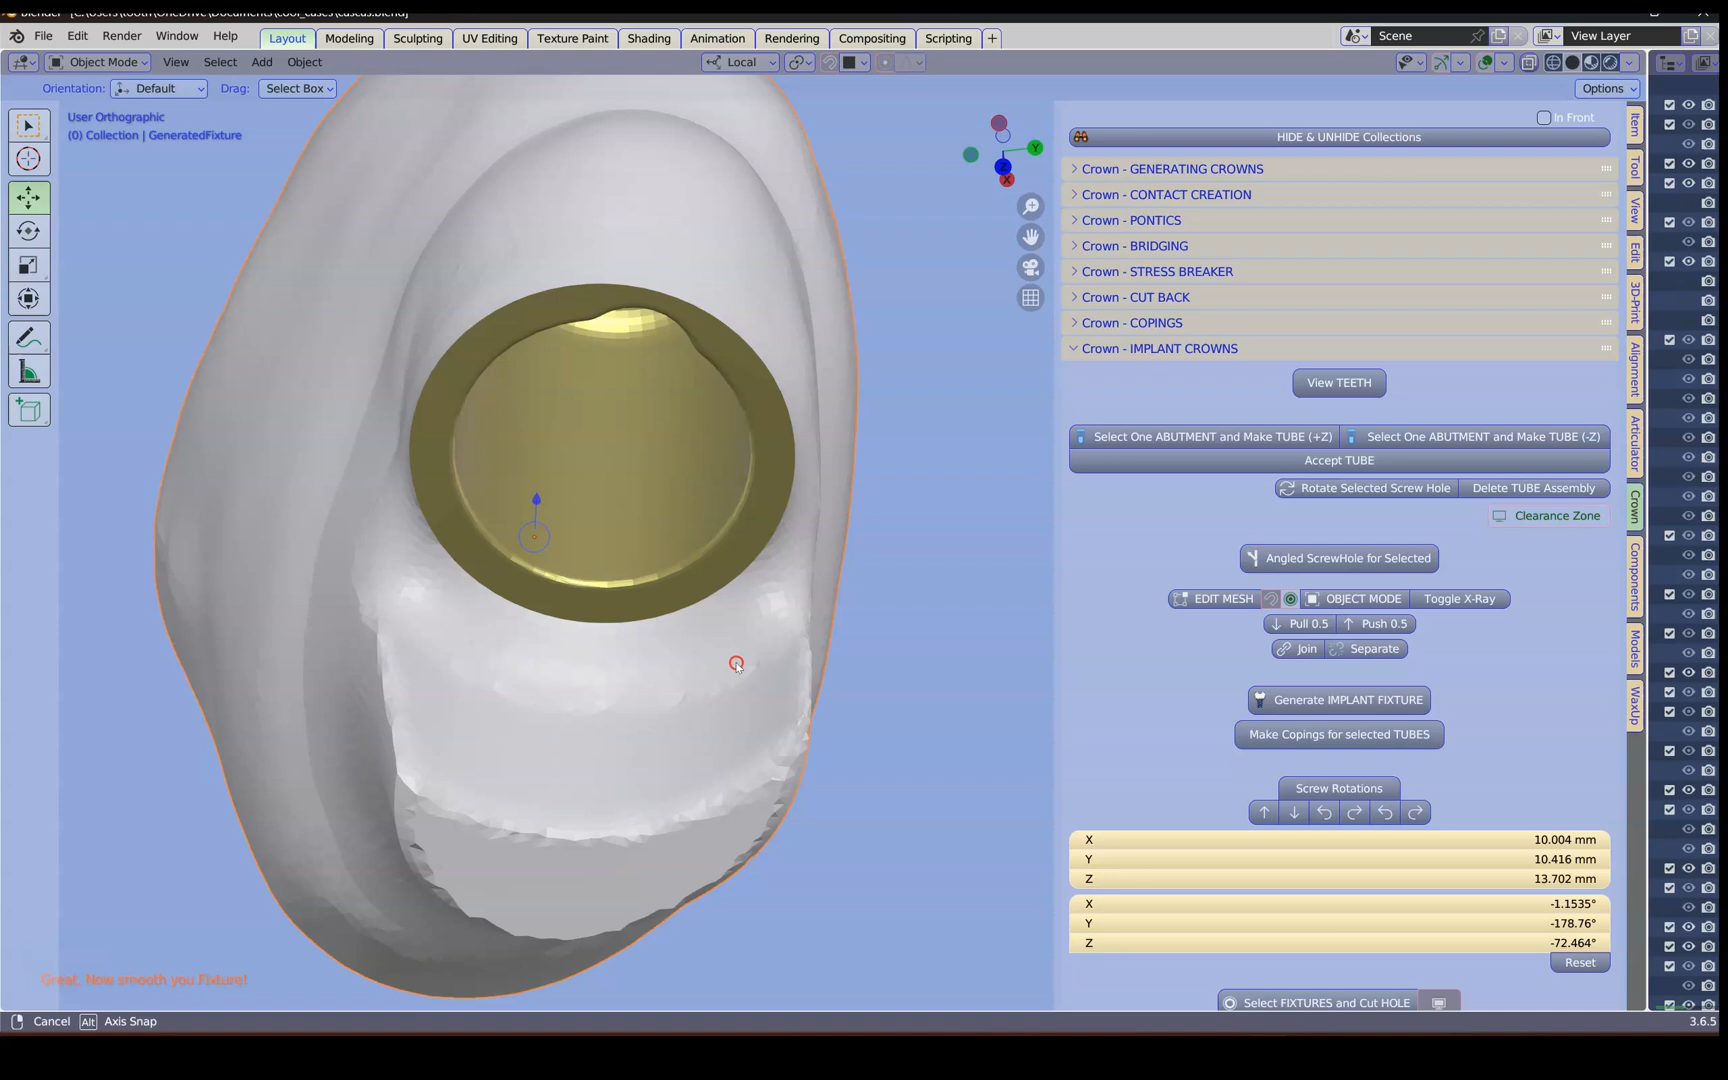 Blender* [C:\Users\tooth\OneDrive\Documents\cool_cases\cascas.blend]
File Edit Render Window Help Layout Modeling Sculpting UV Editing Texture Paint Shading Animation Rendering Compositing Scripting + Scene View Layer
Object Mode View Select Add Object Local
Orientation: Default Drag: Select Box Options
User Orthographic
(0) Collection | GeneratedFixture
Y
Z
X
In Front
HIDE & UNHIDE Collections
Crown - GENERATING CROWNS
Crown - CONTACT CREATION
Crown - PONTICS
Crown - BRIDGING
Crown - STRESS BREAKER
Crown - CUT BACK
Crown - COPINGS
Crown - IMPLANT CROWNS
View TEETH
Select One ABUTMENT and Make TUBE (+Z) Select One ABUTMENT and Make TUBE (-Z)
Accept TUBE
Rotate Selected Screw Hole Delete TUBE Assembly
Clearance Zone
Angled ScrewHole for Selected
EDIT MESH OBJECT MODE Toggle X-Ray
Pull 0.5 Push 0.5
Join Separate
Generate IMPLANT FIXTURE
Make Copings for selected TUBES
Screw Rotations
X 10.004 mm
Y 10.416 mm
Z 13.702 mm
X -1.1535°
Y -178.76°
Z -72.464°
Reset
Select FIXTURES and Cut HOLE
Item
Tool
View
Edit
3D-Print
Alignment
Articulator
Crown
Components
Models
WaxUp
Great, Now smooth you Fixture!
Cancel Alt Axis Snap 3.6.5